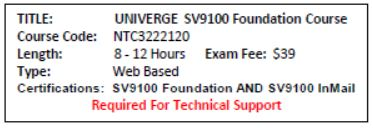 TITLE: UNIVERGE SV9100 Foundation Course
Course Code: NTC3222120
Length: 8 - 12 Hours Exam Fee: $39
Type: Web Based
Certifications: SV9100 Foundation AND SV9100 InMail
Required For Technical Support